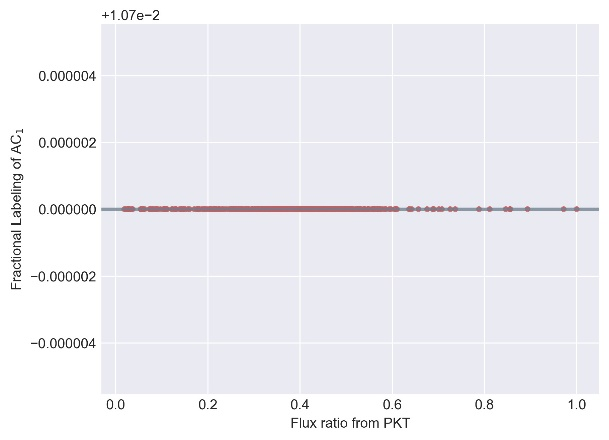 +1.07e−2
0.000004
0.000002
0.000000
−0.000002
−0.000004
Fractional Labeling of AC₁
0.0 0.2 0.4 0.6 0.8 1.0
Flux ratio from PKT